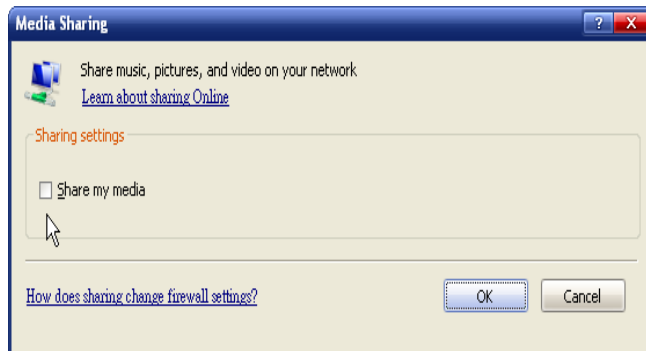 Media Sharing
?
X
Share music, pictures, and video on your network
Learn about sharing Online
Sharing settings
Share my media
How does sharing change firewall settings?
OK
Cancel